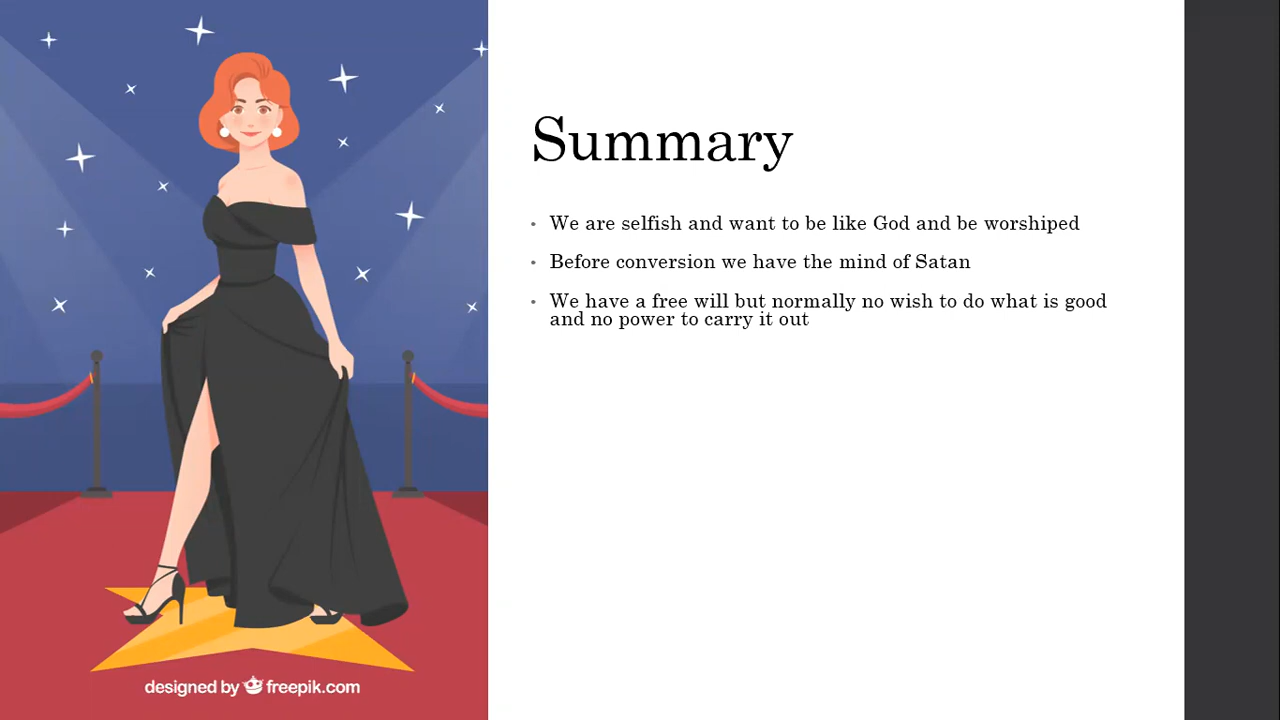 Summary
• We are selfish and want to be like God and be worshiped
• Before conversion we have the mind of Satan
• We have a free will but normally no wish to do what is good
and no power to carry it out
designed by freepik.com